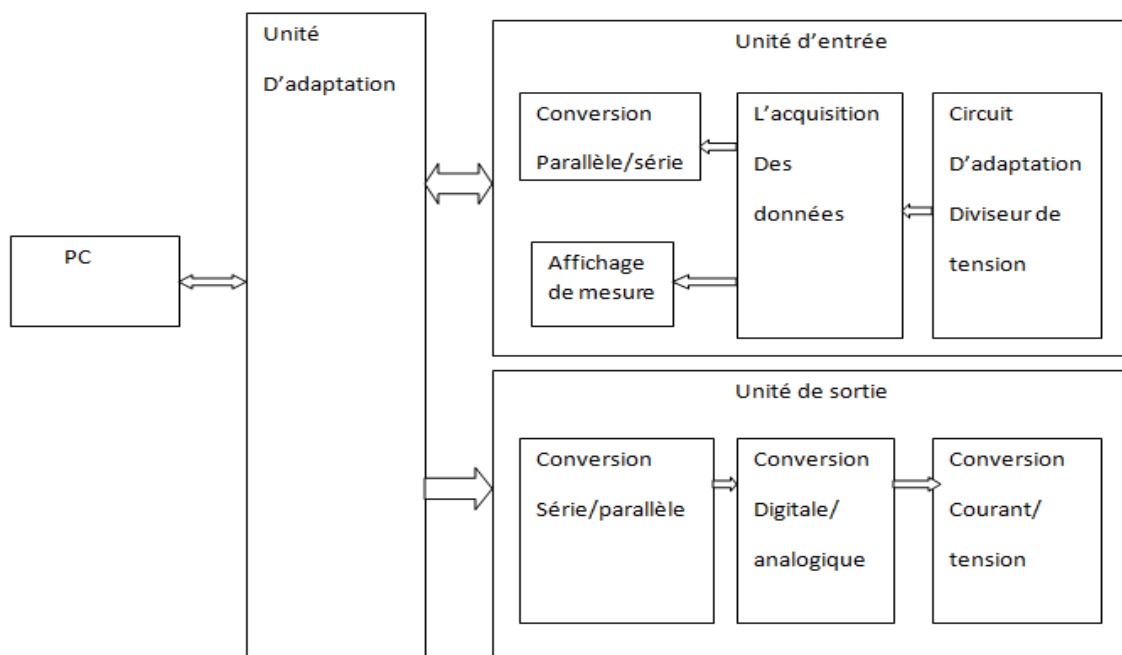 Unité
D'adaptation
PC
Unité d'entrée
Conversion
Parallèle/série
Affichage
de mesure
L'acquisition
Des
données
Circuit
D'adaptation
Diviseur de
tension
Unité de sortie
Conversion
Série/parallèle
Conversion
Digitale/
analogique
Conversion
Courant/
tension